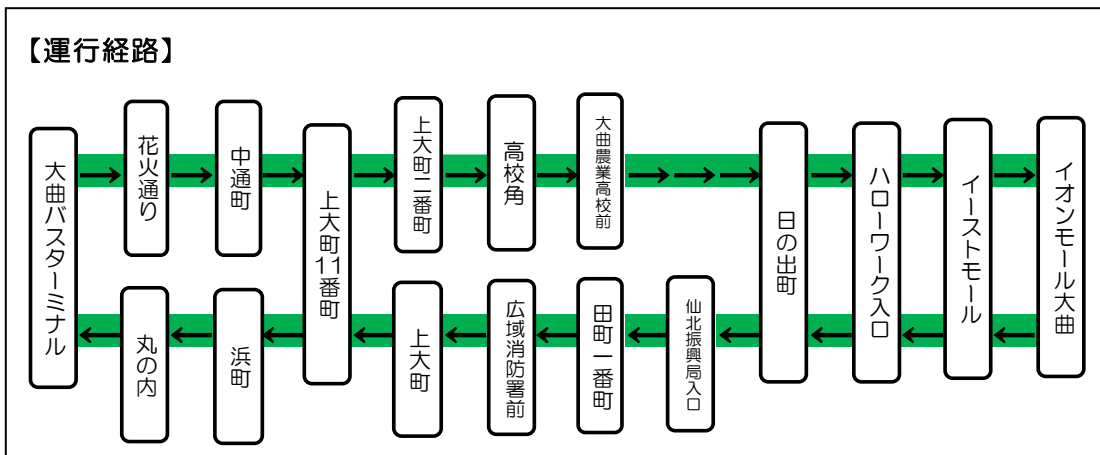 【運行経路】
大曲バスターミナル
花火通り
中通町
上大町11番町
上大町二番町
高校角
大曲農業高校前
日の出町
ハローワーク入口
イーストモール
イオンモール大曲
丸の内
浜町
上大町
広域消防署前
田町一番町
仙北振興局入口